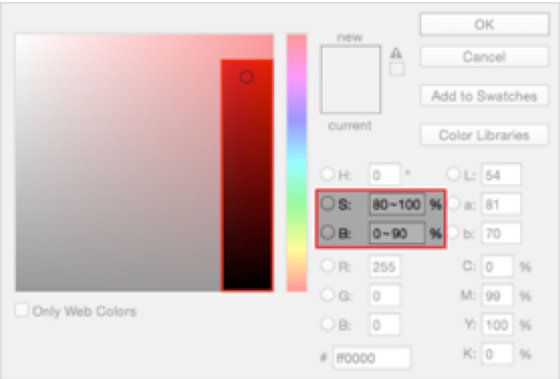 new
OK
Cancel
Add to Swatches
current
Color Libraries
H: 0 °
L: 54
S: 80~100 %
a: 81
B: 0~90 %
b: 70
R: 255
C: 0 %
G: 0
M: 99 %
Only Web Colors
B: 0
Y: 100 %
# ff0000
K: 0 %